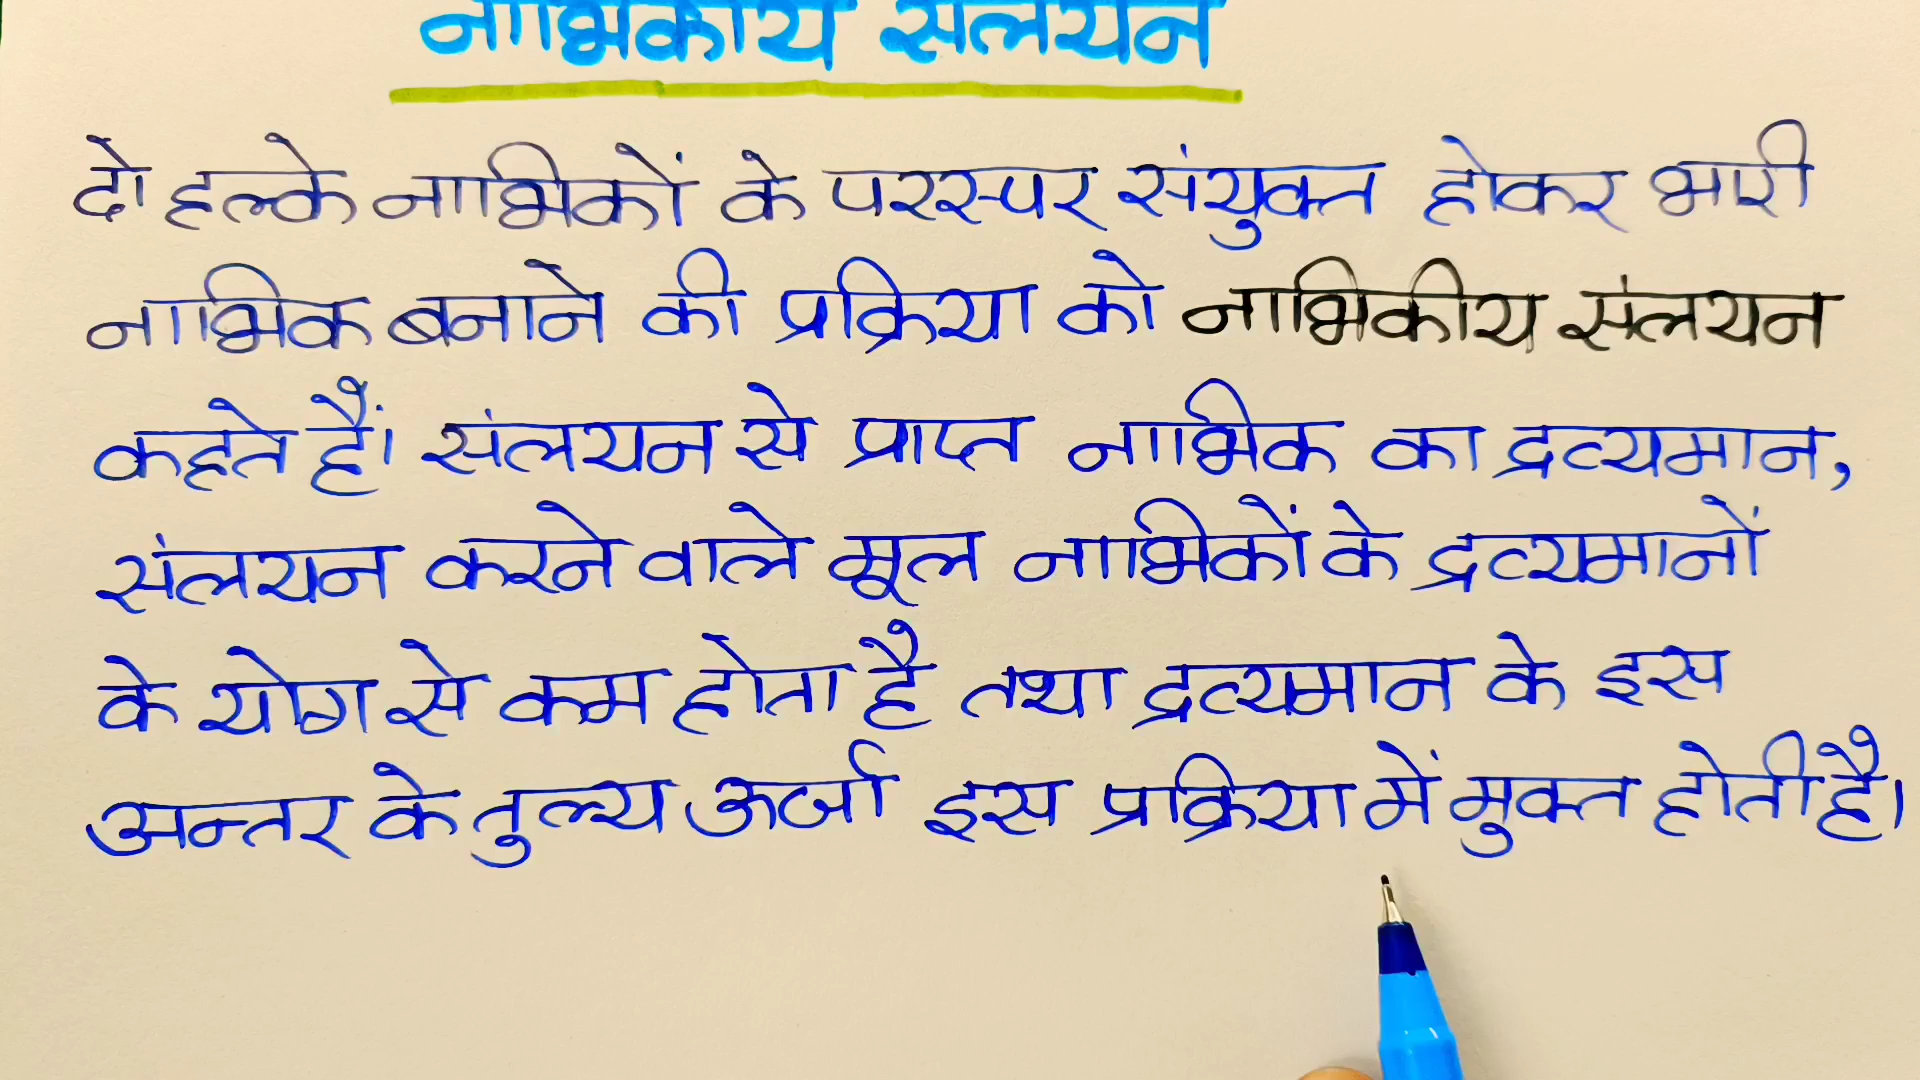 नाभिकीय संलयन
दो हल्के नाभिकों के परस्पर संयुक्त होकर भारी
नाभिक बनाने की प्रक्रिया को नाभिकीय संलयन
कहते हैं। संलयन से प्राप्त नाभिक का द्रव्यमान,
संलयन करने वाले मूल नाभिकों के द्रव्यमानों
के योग से कम होता है तथा द्रव्यमान के इस
अन्तर के तुल्य ऊर्जा इस प्रक्रिया में मुक्त होती है।